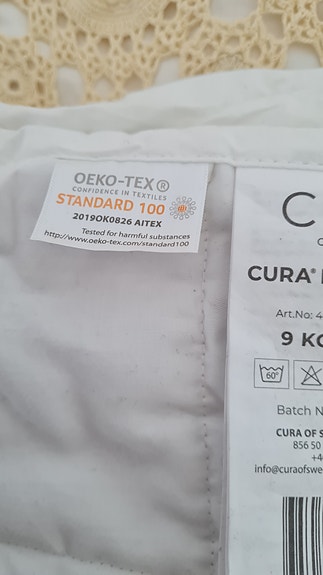 OEKO-TEX®
CONFIDENCE IN TEXTILES
STANDARD 100
2019OK0826 AITEX
Tested for harmful substances
http://www.oeko-tex.com/standard100
C
CURA®
Art.No: 4
9 KG
60°
Batch N
CURA OF S
856 50
+4
info@curaofswe